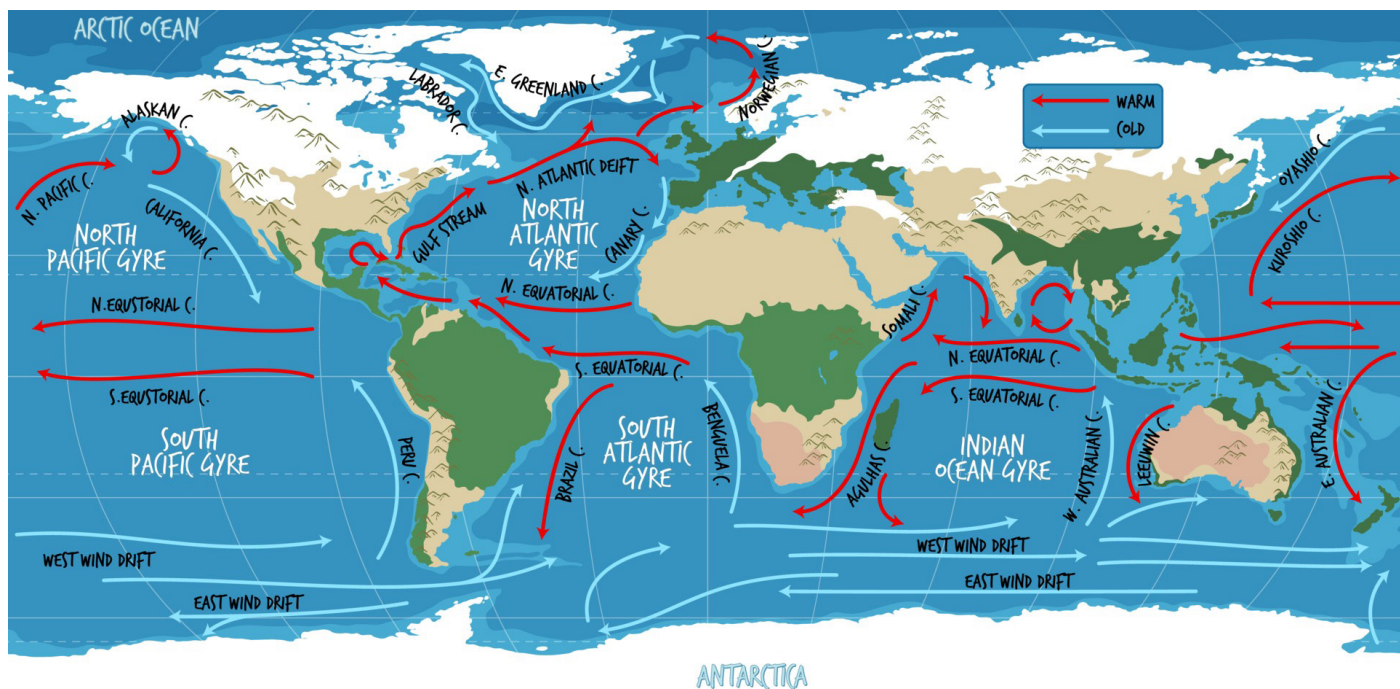 ARCTIC OCEAN
ALASKAN C.
N. PACIFIC C.
CALIFORNIA C.
NORTH
PACIFIC GYRE
N.EQUSTORIAL C.
S.EQUSTORIAL C.
SOUTH
PACIFIC GYRE
PERU C.
WEST WIND DRIFT
EAST WIND DRIFT
LABRADOR C.
E. GREENLAND C.
NORWEGIAN C.
N. ATLANTIC DEIFT
GULF STREAM
NORTH
ATLANTIC
GYRE
CANARY C.
N. EQUATORIAL C.
S. EQUATORIAL C.
BRAZIL C.
SOUTH
ATLANTIC
GYRE
BENGUELA C.
SOMALI C.
N. EQUATORIAL C.
S. EQUATORIAL C.
AGULHAS C.
INDIAN
OCEAN GYRE
W. AUSTRALIAN C.
LEEUWIN C.
E. AUSTRALIAN C.
WEST WIND DRIFT
EAST WIND DRIFT
WARM
COLD
OYASHIO C.
KUROSHIO C.
ANTARCTICA